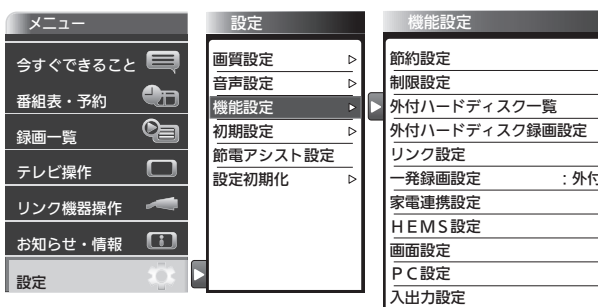 メニュー
今すぐできること
番組表・予約
録画一覧
テレビ操作
リンク機器操作
お知らせ・情報
設定
設定
画質設定
音声設定
機能設定
初期設定
節電アシスト設定
設定初期化
機能設定
節約設定
制限設定
外付ハードディスク一覧
外付ハードディスク録画設定
リンク設定
一発録画設定 :外付
家電連携設定
HEMS設定
画面設定
PC設定
入出力設定